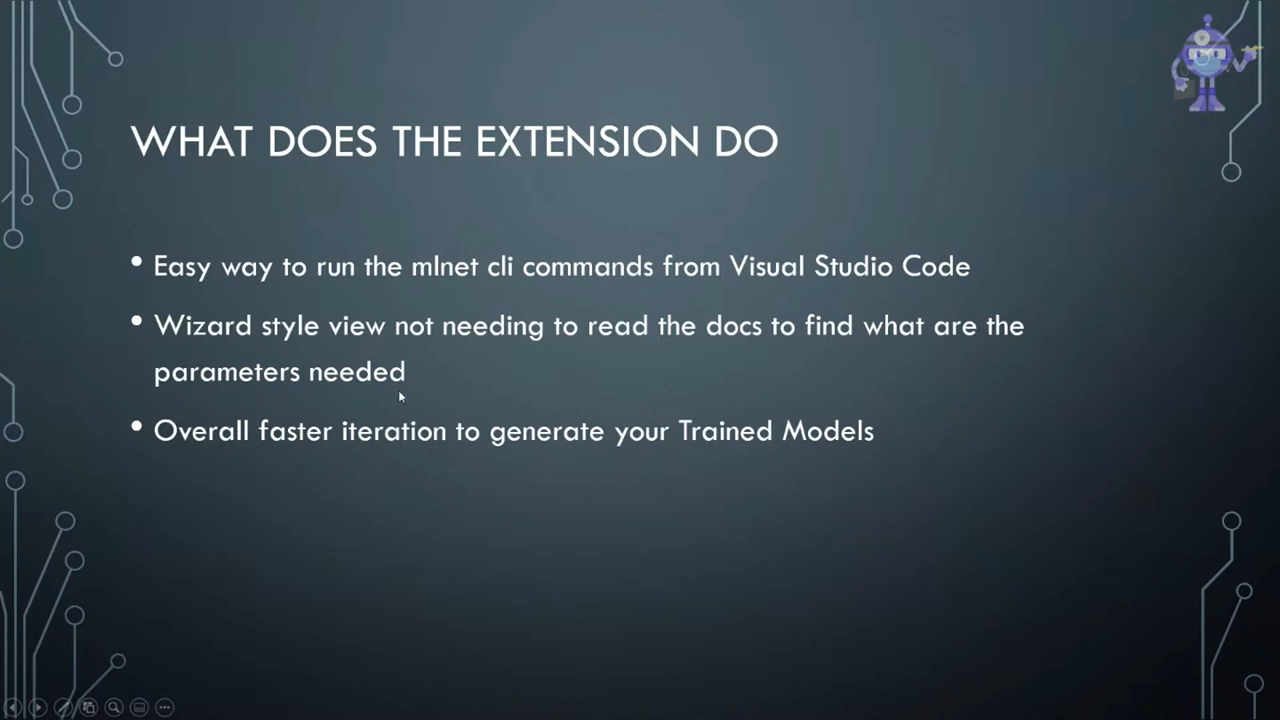 WHAT DOES THE EXTENSION DO
• Easy way to run the mlnet cli commands from Visual Studio Code
• Wizard style view not needing to read the docs to find what are the
parameters needed
• Overall faster iteration to generate your Trained Models